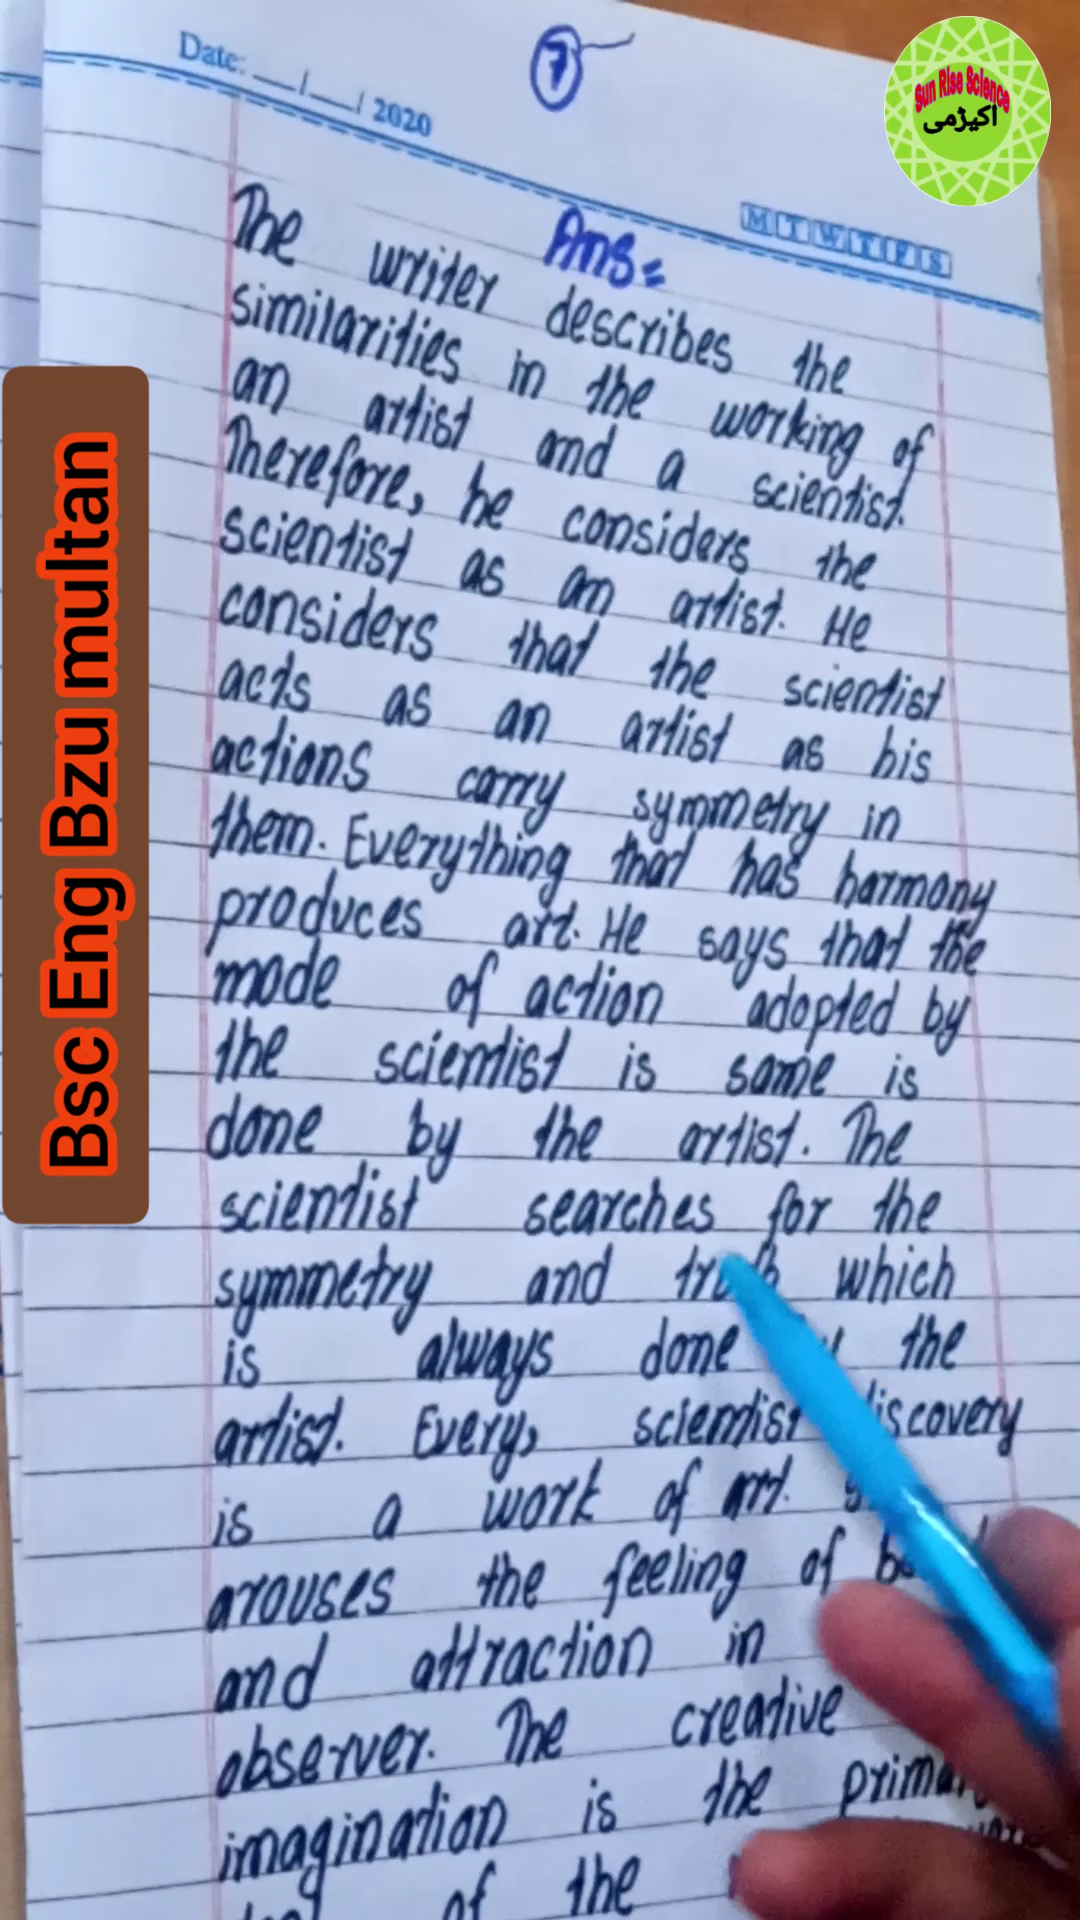 Date: ___/___/ 2020
7
Sun Rise Science
اکیڈمی
M T W T F S
Ans=
The writer describes the
similarities in the working of
an artist and a scientist.
Therefore, he considers the
scientist as an artist. He
considers that the scientist
acts as an artist as his
actions carry symmetry in
them. Everything that has harmony
produces art. He says that the
mode of action adopted by
the scientist is same is
done by the artist. The
scientist searches for the
symmetry and which
is always done the
artist. Every, scientist discovery
is a work of art.
arouses the feeling of
and attraction in
observer. The creative
imagination is the
of the
Bsc Eng Bzu multan